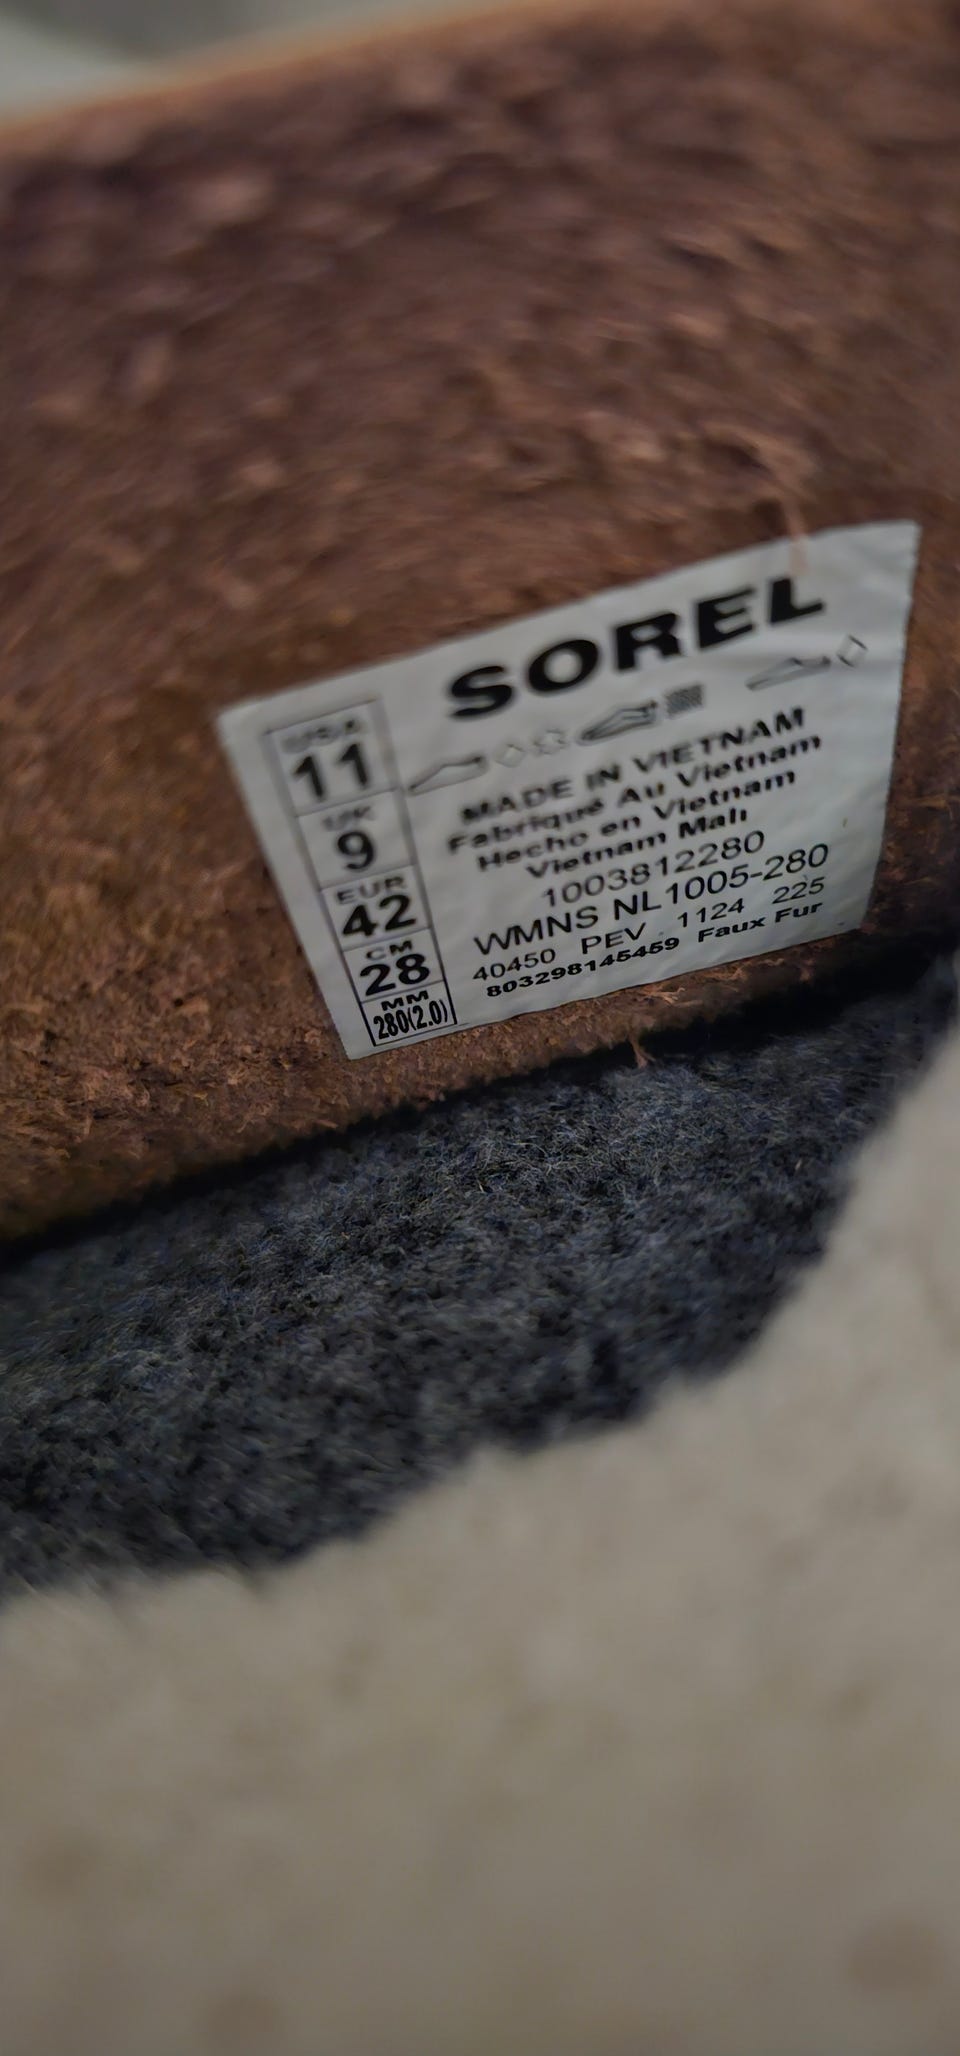 SOREL
USA
11
UK
9
EUR
42
CM
28
MM
280(2.0)
MADE IN VIETNAM
Fabriqué Au Vietnam
Hecho en Vietnam
Vietnam Malı
1003812280
WMNS NL1005-280
40450 PEV 1124 225
803298145459 Faux Fur